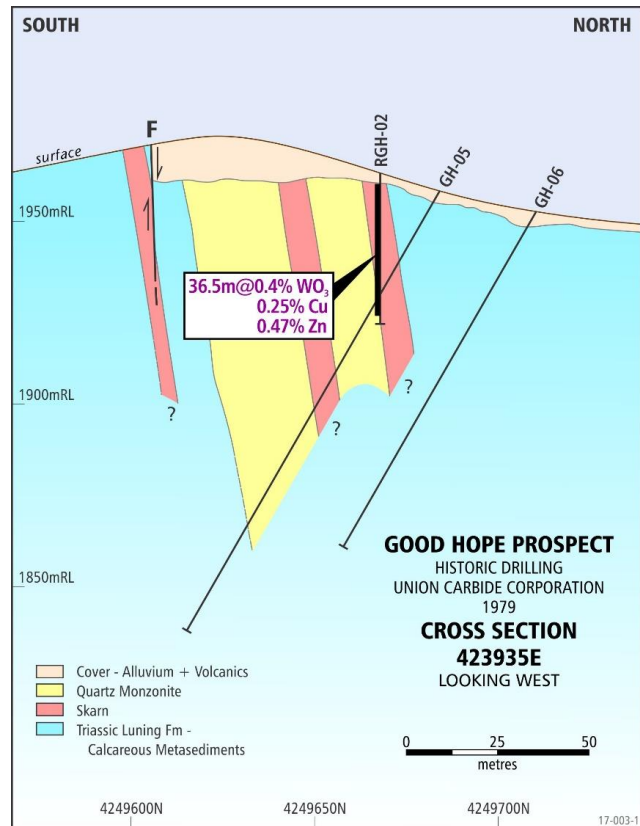 SOUTH
NORTH
F
surface
RGH-02
GH-05
GH-06
1950mRL
36.5m@0.4% WO₃
0.25% Cu
0.47% Zn
1900mRL
?
?
?
1850mRL
GOOD HOPE PROSPECT
HISTORIC DRILLING
UNION CARBIDE CORPORATION
1979
CROSS SECTION
423935E
LOOKING WEST
Cover - Alluvium + Volcanics
Quartz Monzonite
Skarn
Triassic Luning Fm -
Calcareous Metasediments
0 25 50
metres
4249600N 4249650N 4249700N
17-003-1